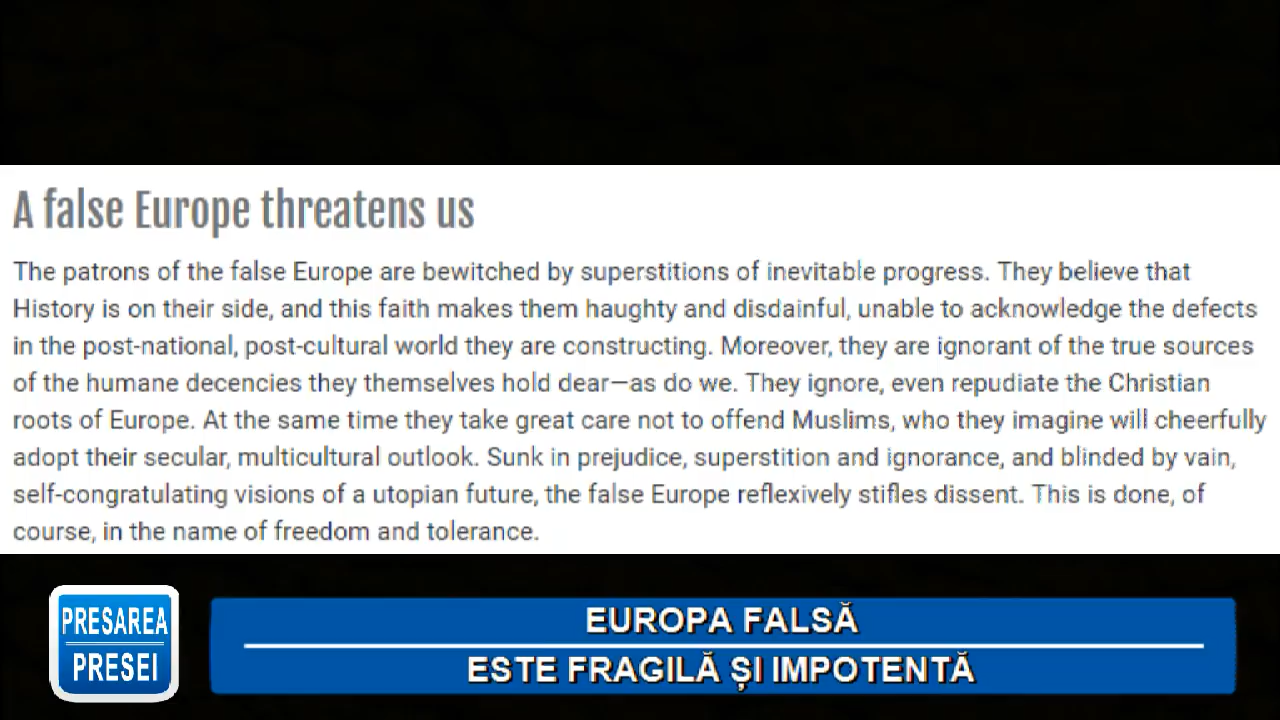 A false Europe threatens us
The patrons of the false Europe are bewitched by superstitions of inevitable progress. They believe that
History is on their side, and this faith makes them haughty and disdainful, unable to acknowledge the defects
in the post-national, post-cultural world they are constructing. Moreover, they are ignorant of the true sources
of the humane decencies they themselves hold dear—as do we. They ignore, even repudiate the Christian
roots of Europe. At the same time they take great care not to offend Muslims, who they imagine will cheerfully
adopt their secular, multicultural outlook. Sunk in prejudice, superstition and ignorance, and blinded by vain,
self-congratulating visions of a utopian future, the false Europe reflexively stifles dissent. This is done, of
course, in the name of freedom and tolerance.
PRESAREA
PRESEI
EUROPA FALSĂ
ESTE FRAGILĂ ȘI IMPOTENTĂ